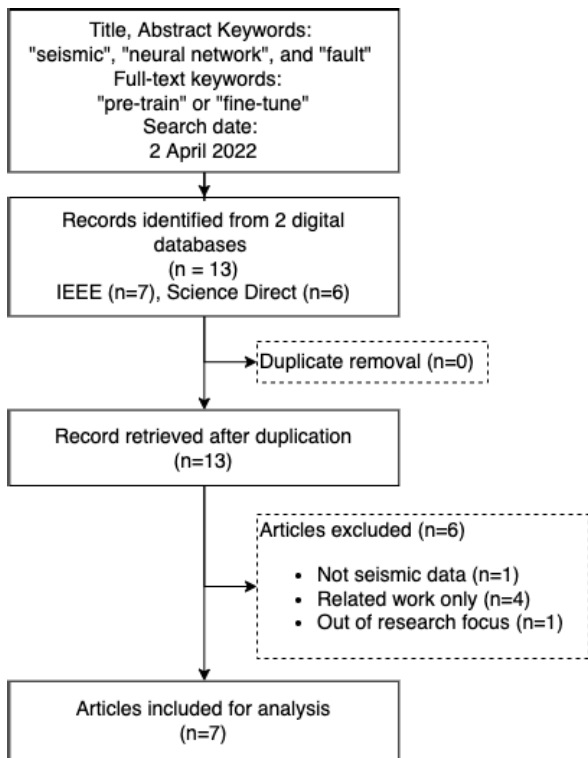 Title, Abstract Keywords:
"seismic", "neural network", and "fault"
Full-text keywords:
"pre-train" or "fine-tune"
Search date:
2 April 2022
Records identified from 2 digital
databases
(n = 13)
IEEE (n=7), Science Direct (n=6)
Duplicate removal (n=0)
Record retrieved after duplication
(n=13)
Articles excluded (n=6)
• Not seismic data (n=1)
• Related work only (n=4)
• Out of research focus (n=1)
Articles included for analysis
(n=7)